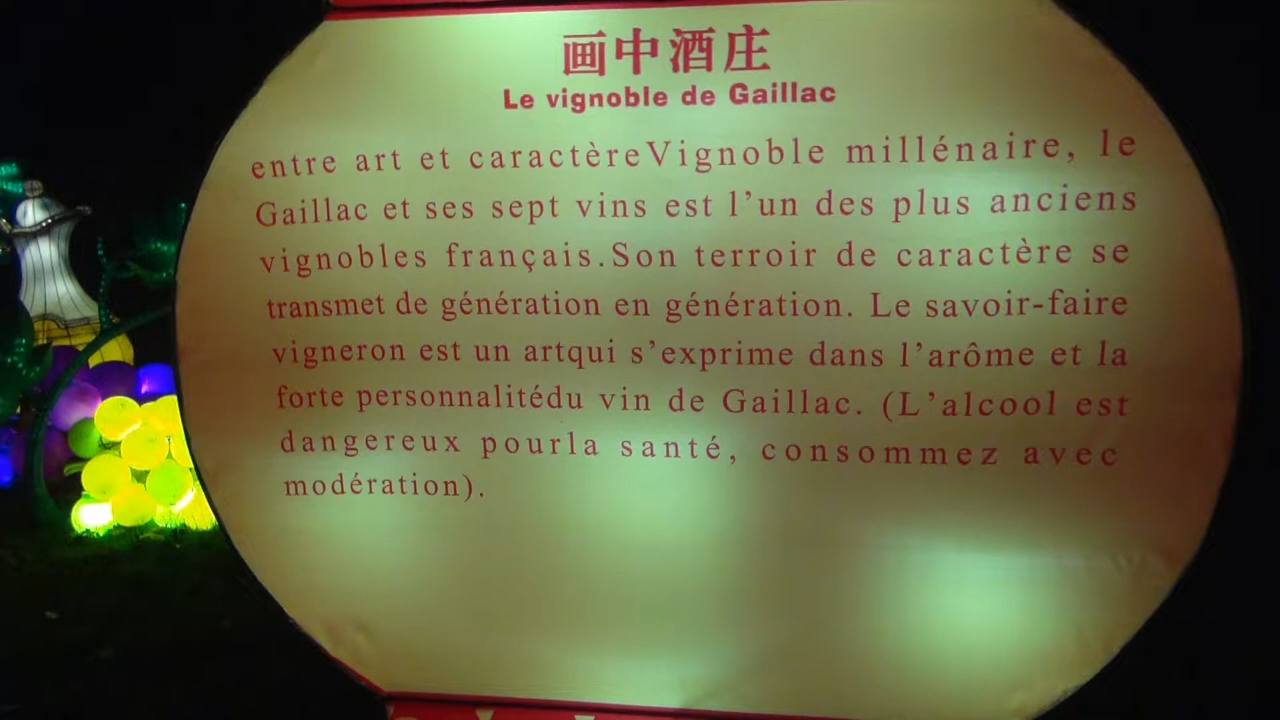 画中酒庄
Le vignoble de Gaillac
entre art et caractèreVignoble millénaire, le
Gaillac et ses sept vins est l’un des plus anciens
vignobles français.Son terroir de caractère se
transmet de génération en génération. Le savoir-faire
vigneron est un artqui s’exprime dans l’arôme et la
forte personnalitédu vin de Gaillac. (L’alcool est
dangereux pourla santé, consommez avec
modération).